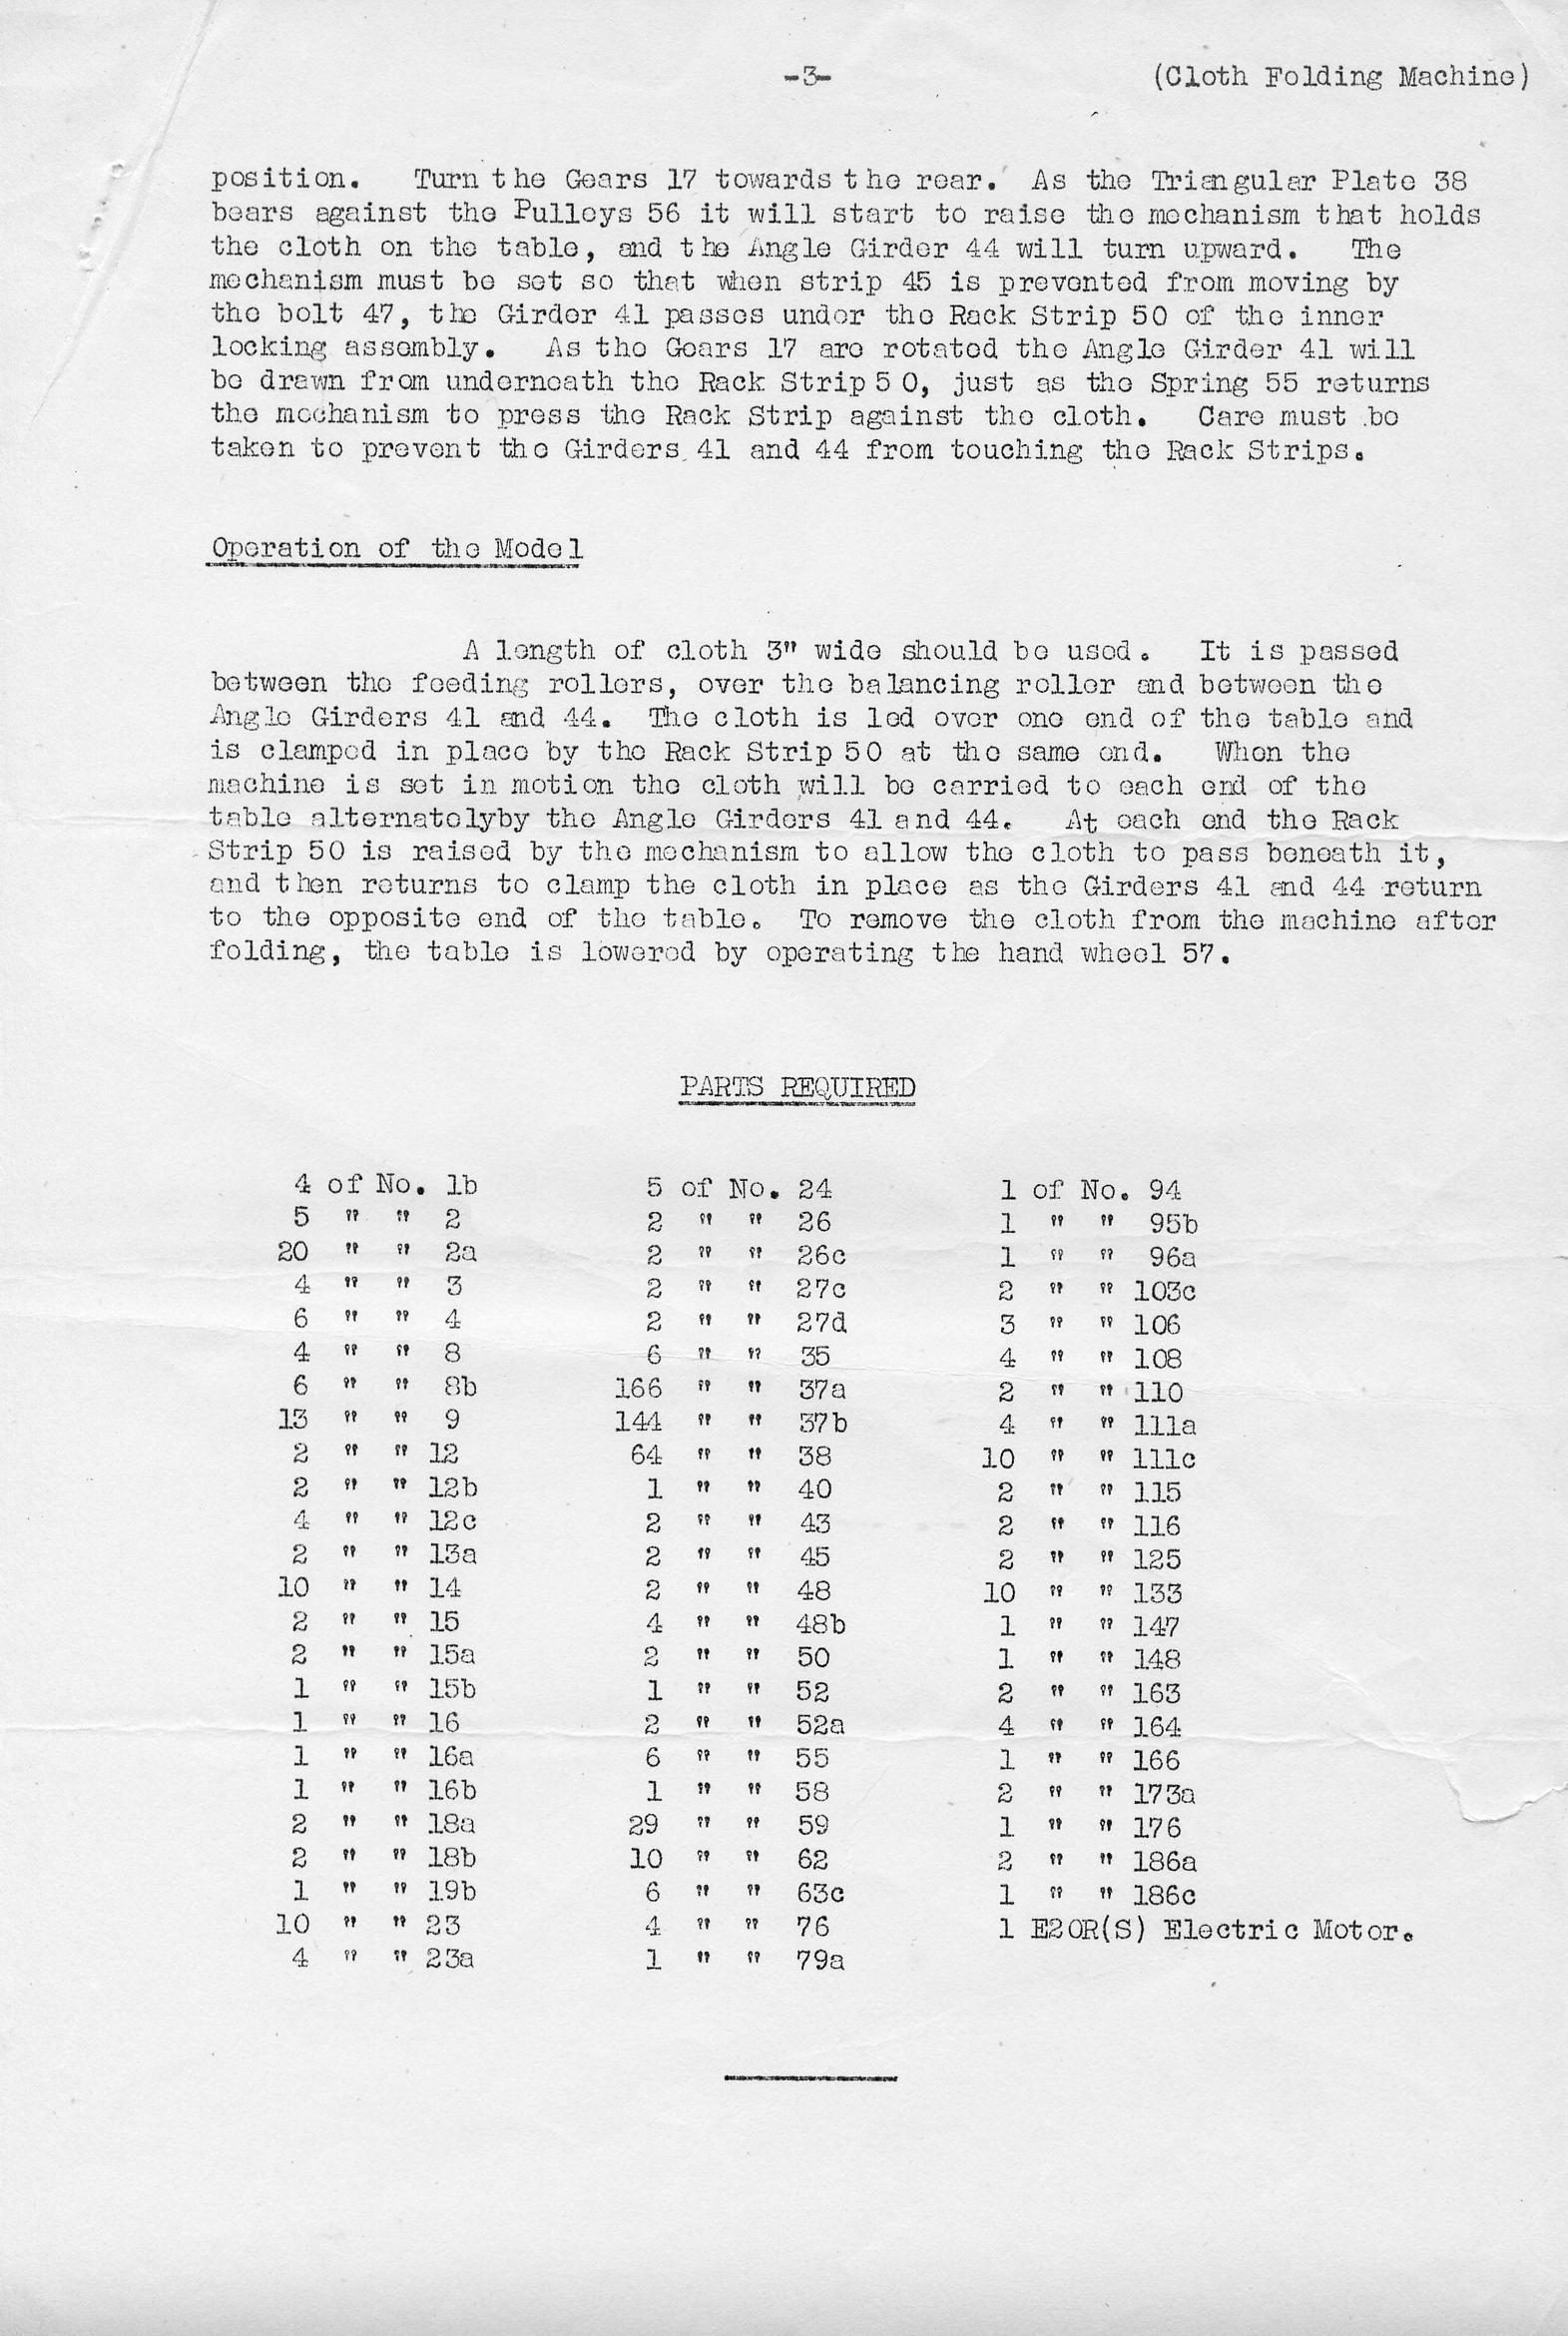 -3-
(Cloth Folding Machine)
position. Turn the Gears 17 towards the rear. As the Triangular Plate 38
bears against the Pulleys 56 it will start to raise the mechanism that holds
the cloth on the table, and the Angle Girder 44 will turn upward. The
mechanism must be set so that when strip 45 is prevented from moving by
the bolt 47, the Girder 41 passes under the Rack Strip 50 of the inner
locking assembly. As the Gears 17 are rotated the Angle Girder 41 will
be drawn from underneath the Rack Strip 5 0, just as the Spring 55 returns
the mechanism to press the Rack Strip against the cloth. Care must be
taken to prevent the Girders 41 and 44 from touching the Rack Strips.
Operation of the Model
A length of cloth 3" wide should be used. It is passed
between the feeding rollers, over the balancing roller and between the
Angle Girders 41 and 44. The cloth is led over one end of the table and
is clamped in place by the Rack Strip 50 at the same end. When the
machine is set in motion the cloth will be carried to each end of the
table alternatelyby the Angle Girders 41 and 44. At each end the Rack
Strip 50 is raised by the mechanism to allow the cloth to pass beneath it,
and then returns to clamp the cloth in place as the Girders 41 and 44 return
to the opposite end of the table. To remove the cloth from the machine after
folding, the table is lowered by operating the hand wheel 57.
PARTS REQUIRED
4 of No. 1b
5 " " 2
20 " " 2a
4 " " 3
6 " " 4
4 " " 8
6 " " 8b
13 " " 9
2 " " 12
2 " " 12b
4 " " 12c
2 " " 13a
10 " " 14
2 " " 15
2 " " 15a
1 " " 15b
1 " " 16
1 " " 16a
1 " " 16b
2 " " 18a
2 " " 18b
1 " " 19b
10 " " 23
4 " " 23a
5 of No. 24
2 " " 26
2 " " 26c
2 " " 27c
2 " " 27d
6 " " 35
166 " " 37a
144 " " 37b
64 " " 38
1 " " 40
2 " " 43
2 " " 45
2 " " 48
4 " " 48b
2 " " 50
1 " " 52
2 " " 52a
6 " " 55
1 " " 58
29 " " 59
10 " " 62
6 " " 63c
4 " " 76
1 " " 79a
1 of No. 94
1 " " 95b
1 " " 96a
2 " " 103c
3 " " 106
4 " " 108
2 " " 110
4 " " 111a
10 " " 111c
2 " " 115
2 " " 116
2 " " 125
10 " " 133
1 " " 147
1 " " 148
2 " " 163
4 " " 164
1 " " 166
2 " " 173a
1 " " 176
2 " " 186a
1 " " 186c
1 E20R(S) Electric Motor.